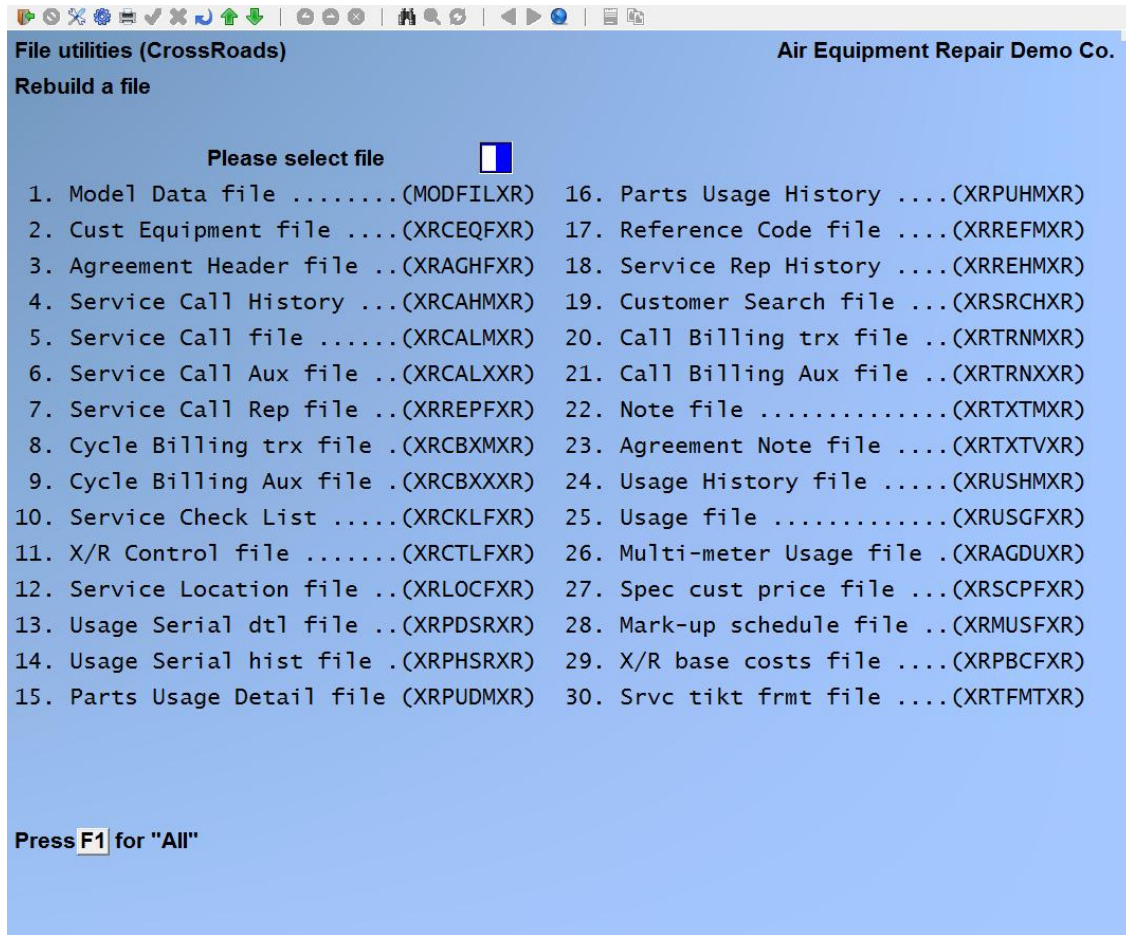 File utilities (CrossRoads) Air Equipment Repair Demo Co.
Rebuild a file
Please select file
1. Model Data file ........(MODFILXR) 16. Parts Usage History ....(XRPUHMXR)
2. Cust Equipment file ....(XRCEQFXR) 17. Reference Code file ....(XRREFMXR)
3. Agreement Header file ..(XRAGHFXR) 18. Service Rep History ....(XRREHMXR)
4. Service Call History ...(XRCAHMXR) 19. Customer Search file ...(XRSRCHXR)
5. Service Call file ......(XRCALMXR) 20. Call Billing trx file ..(XRTRNMXR)
6. Service Call Aux file ..(XRCALXXR) 21. Call Billing Aux file ..(XRTRNXXR)
7. Service Call Rep file ..(XRREPFXR) 22. Note file ..............(XRTXTMXR)
8. Cycle Billing trx file .(XRCBXMXR) 23. Agreement Note file ....(XRTXTVXR)
9. Cycle Billing Aux file .(XRCBXXXR) 24. Usage History file .....(XRUSHMXR)
10. Service Check List .....(XRCKLFXR) 25. Usage file .............(XRUSGFXR)
11. X/R Control file .......(XRCTLFXR) 26. Multi-meter Usage file .(XRAGDUXR)
12. Service Location file ..(XRLOCFXR) 27. Spec cust price file ...(XRSCPFXR)
13. Usage Serial dtl file ..(XRPDSRXR) 28. Mark-up schedule file ..(XRMUSFXR)
14. Usage Serial hist file .(XRPHSRXR) 29. X/R base costs file ....(XRPBCFXR)
15. Parts Usage Detail file (XRPUDMXR) 30. Srvc tikt frmt file ....(XRTFMTXR)
Press F1 for "All"